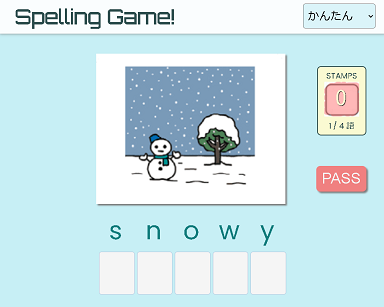 Spelling Game!
かんたん
STAMPS
0
1 / 4 語
PASS
s n o w y